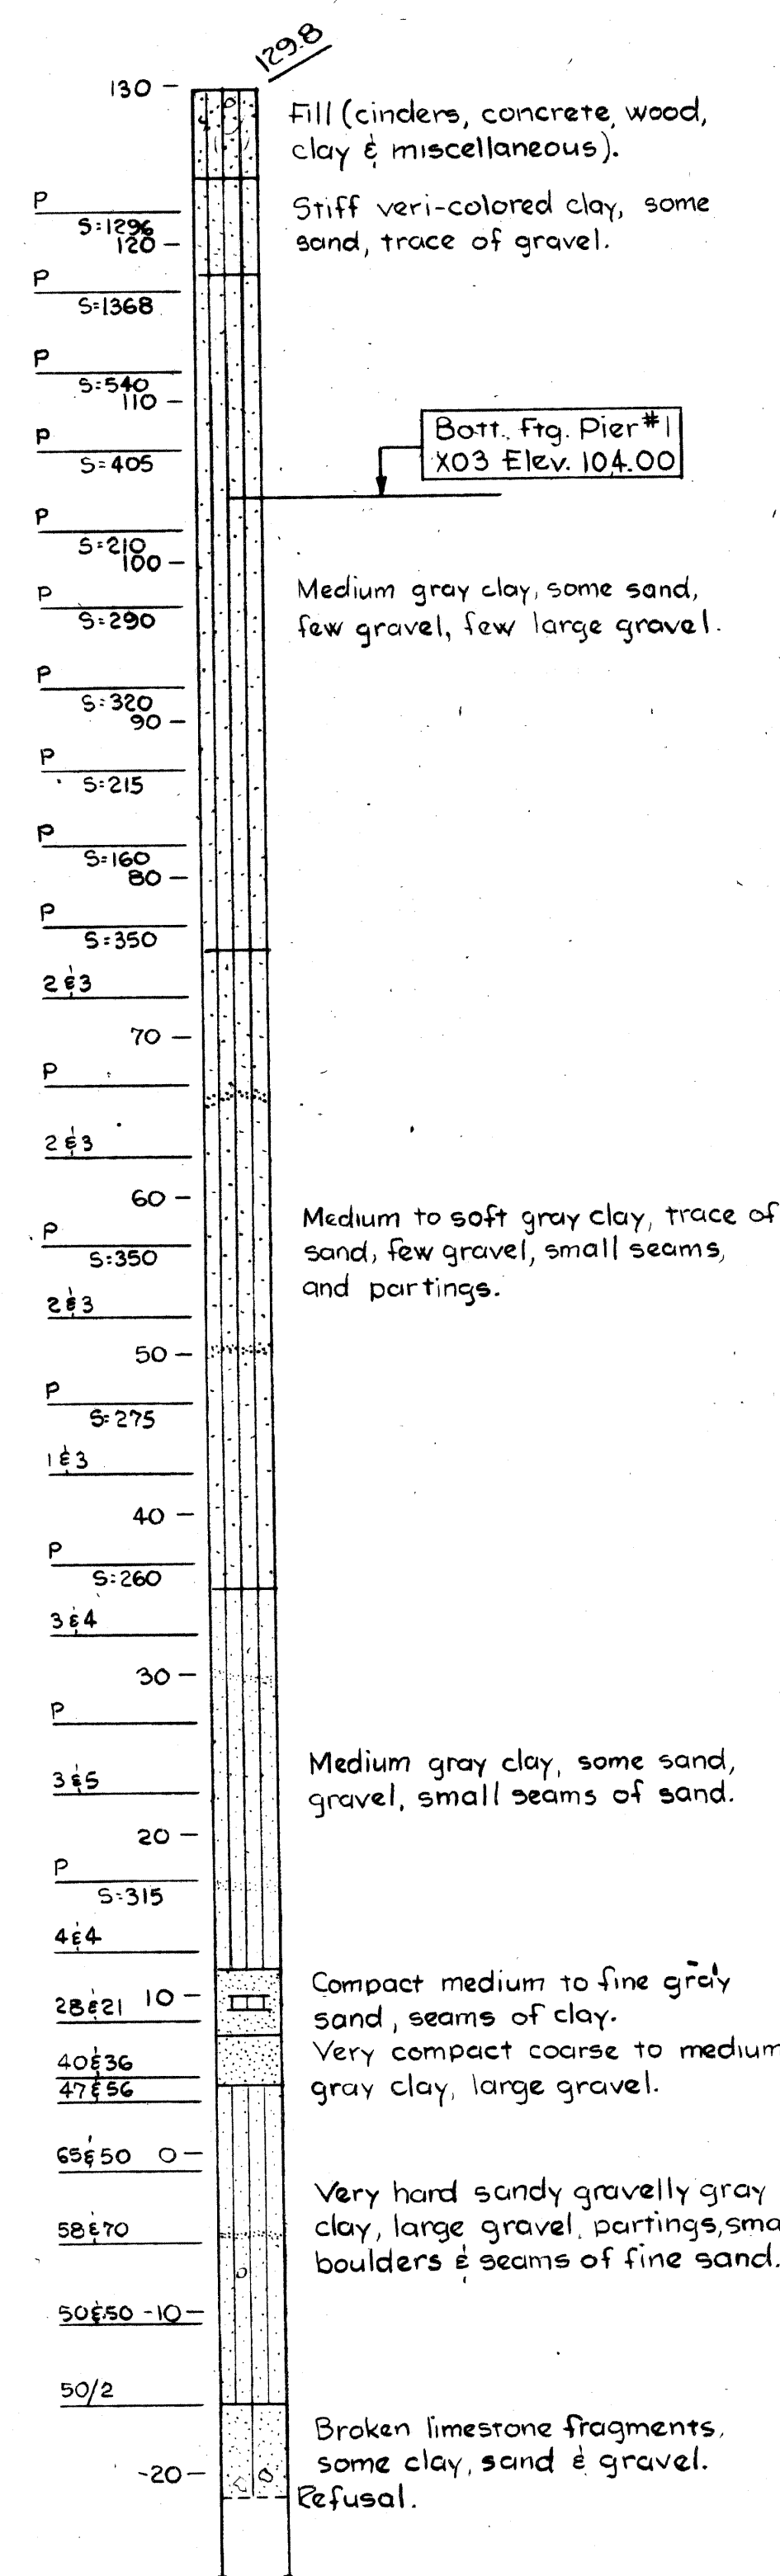 129.8
130
Fill (cinders, concrete, wood,
clay & miscellaneous).
P
S=1296
120
Stiff veri-colored clay, some
sand, trace of gravel.
P
S=1368
P
S=540
110
P
S=405
Bott. Ftg. Pier #1
X03 Elev. 104.00
P
S=210
100
P
S=290
Medium gray clay, some sand,
few gravel, few large gravel.
P
S=320
90
P
S=215
P
S=160
80
P
S=350
2&3
70
P
2&3
60
P
S=350
Medium to soft gray clay, trace of
sand, few gravel, small seams,
and partings.
2&3
50
P
S=275
1&3
40
P
S=260
3&4
30
P
3&5
Medium gray clay, some sand,
gravel, small seams of sand.
20
P
S=315
4&4
28&21 10
Compact medium to fine gray
sand, seams of clay.
40&36
47&56
Very compact coarse to medium
gray clay, large gravel.
65&50 0
58&70
Very hard sandy gravelly gray
clay, large gravel, partings, sma
boulders & seams of fine sand.
50&50 -10
50/2
Broken limestone fragments,
some clay, sand & gravel.
-20
Refusal.